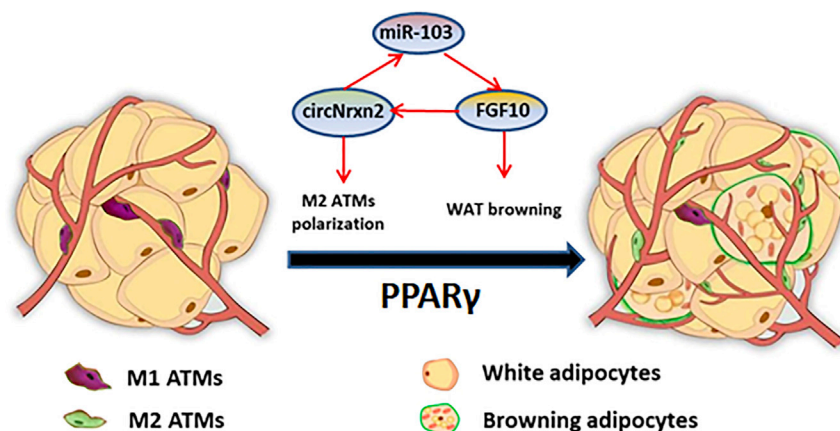 miR-103
circNrxn2
FGF10
M2 ATMs
polarization
WAT browning
PPARγ
M1 ATMs
White adipocytes
M2 ATMs
Browning adipocytes